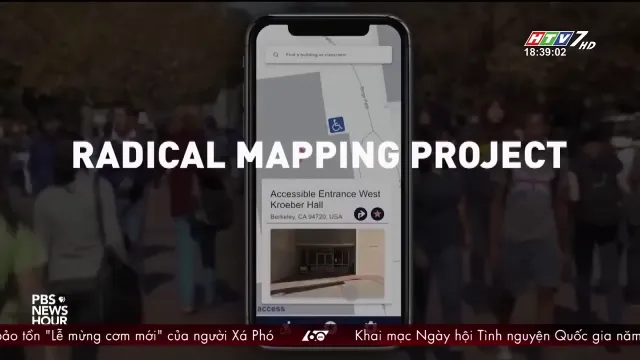 HTV7 HD
18:39:02
Find a building or classroom
RADICAL MAPPING PROJECT
Accessible Entrance West
Kroeber Hall
Berkeley, CA 94720, USA
access
PBS
NEWS
HOUR
bảo tồn "Lễ mừng cơm mới" của người Xá Phó 60 Khai mạc Ngày hội Tình nguyện Quốc gia năm